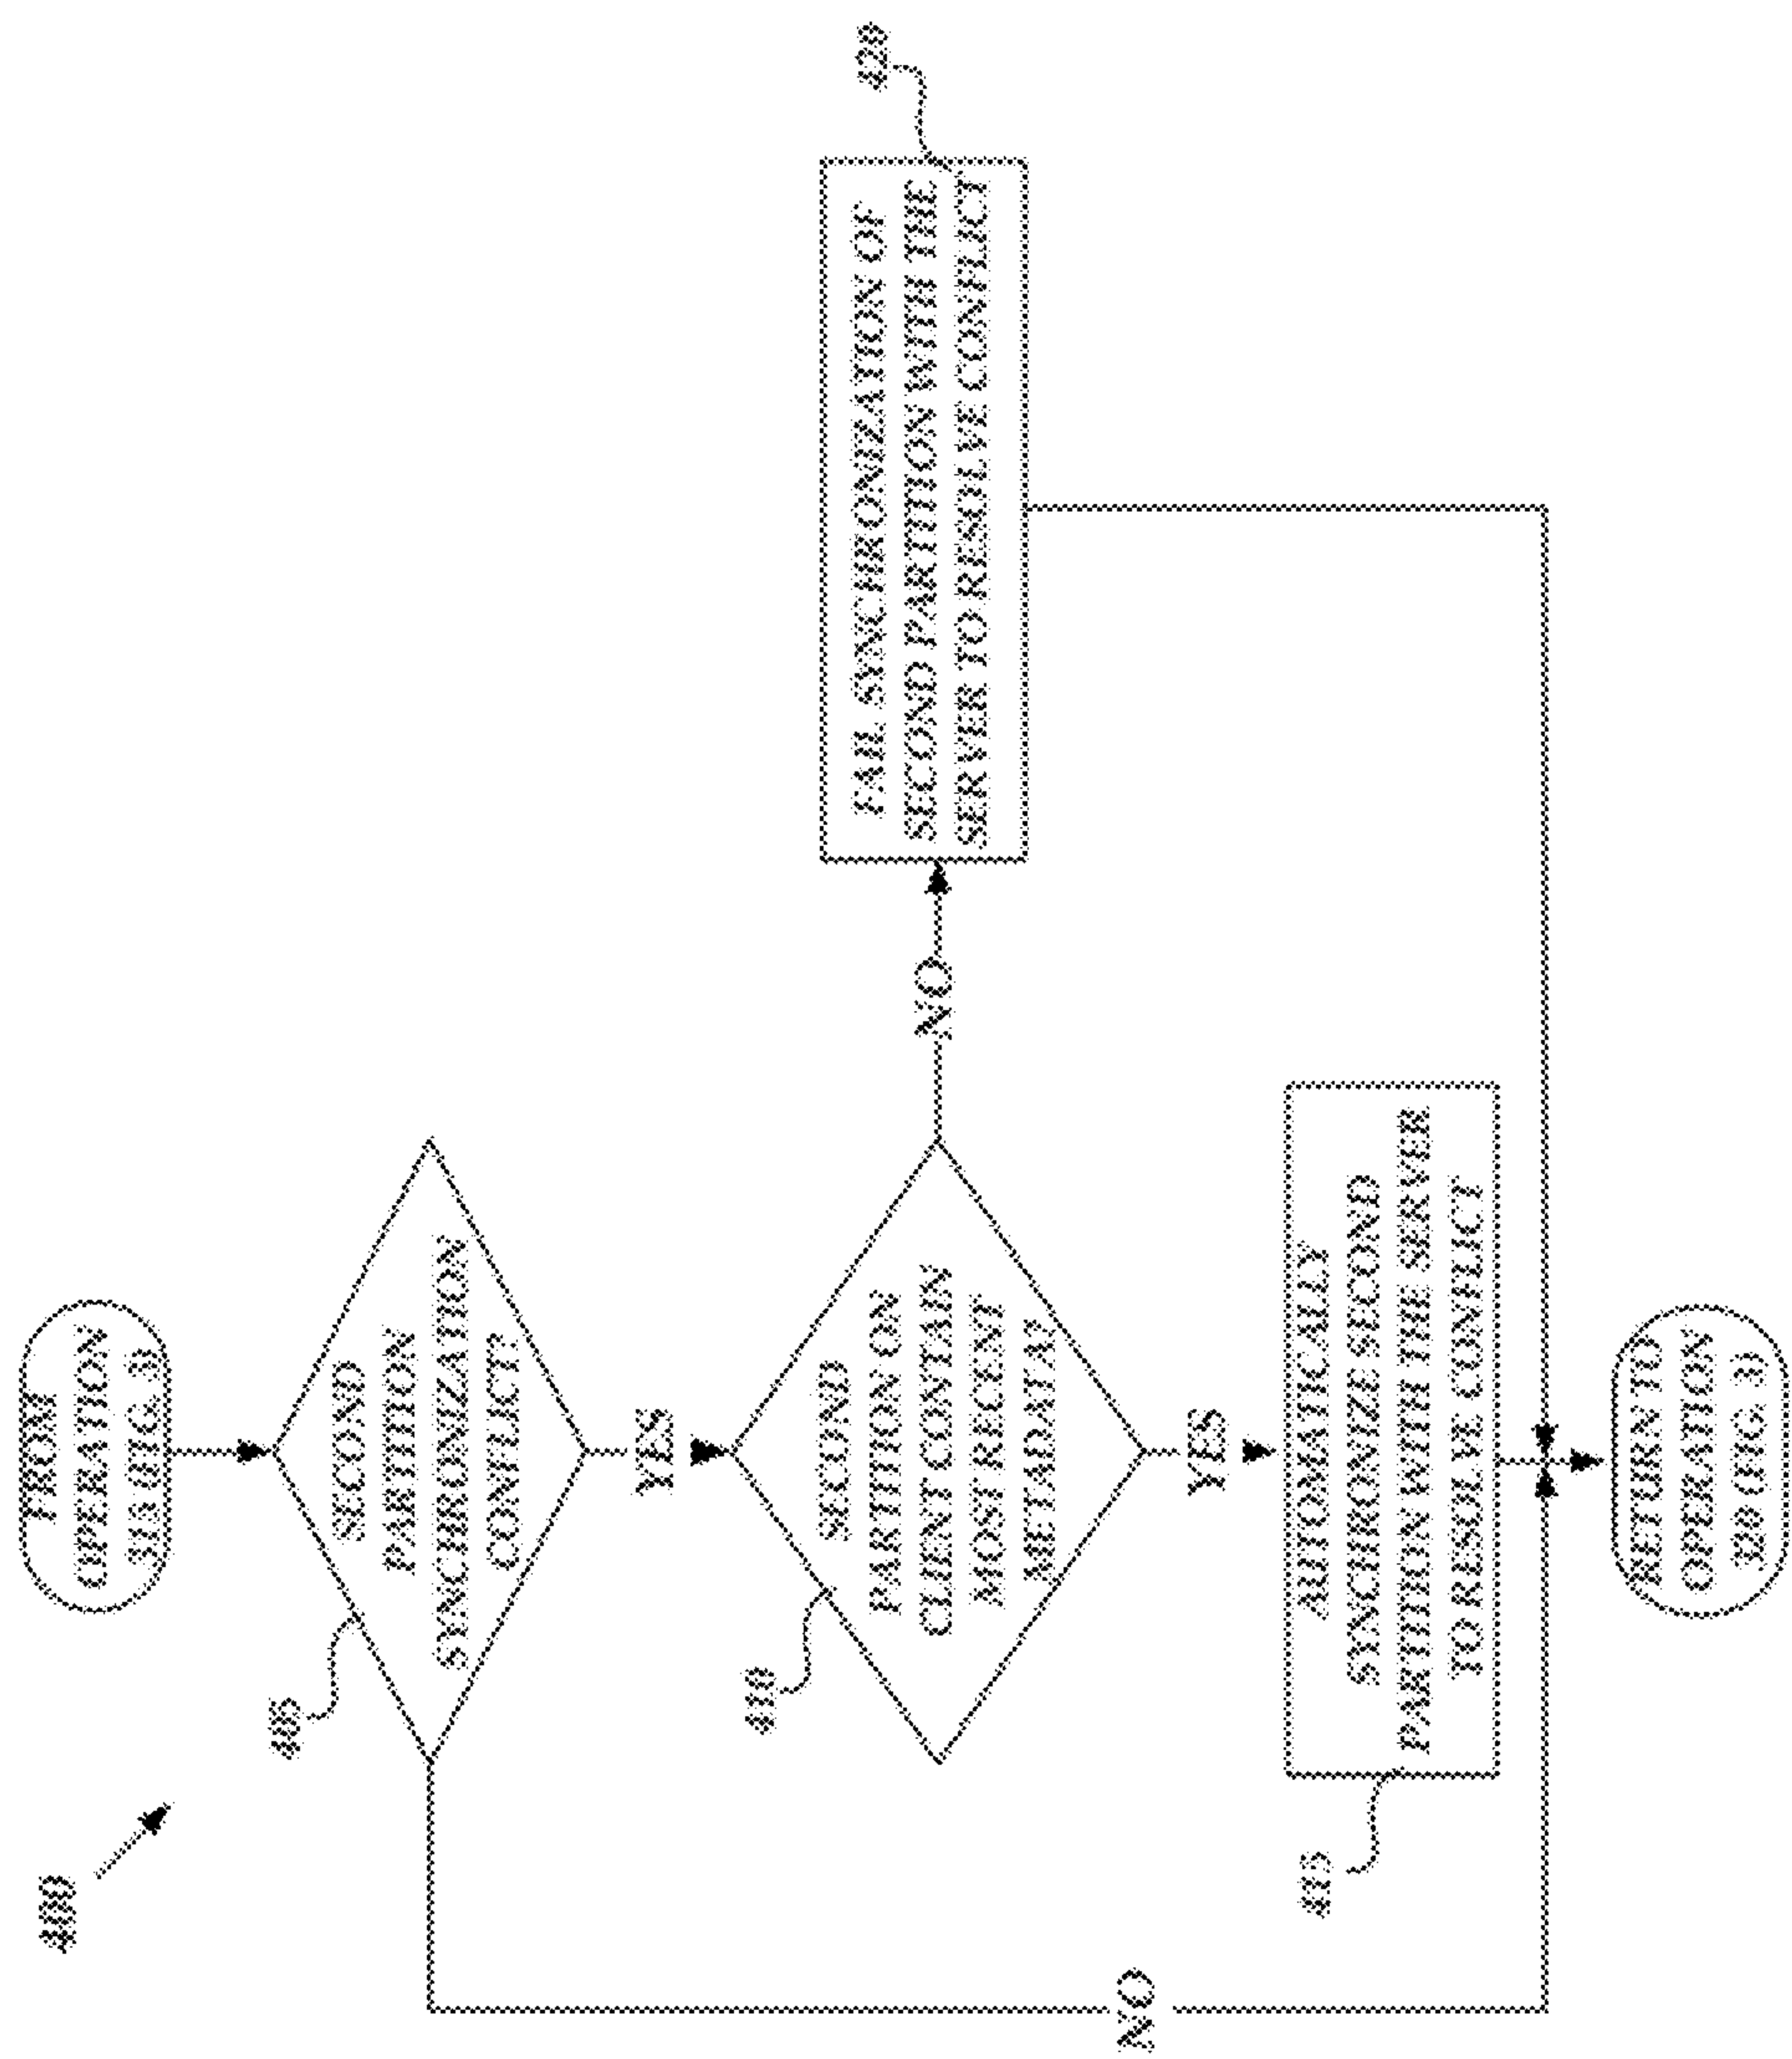 400
FROM
OPERATION
315 (FIG. 3)
405
SECOND
PARTITION
SYNCHRONIZATION
CONFLICT?
YES
NO
410
SECOND
PARTITION ON
CLIENT CONTAIN
MOST RECENT
METADATA?
NO
420
FAIL SYNCHRONIZATION OF
SECOND PARTITION WITH THE
SERVER TO RESOLVE CONFLICT
YES
415
AUTOMATICALLY
SYNCHRONIZE SECOND
PARTITION WITH THE SERVER
TO RESOLVE CONFLICT
RETURN TO
OPERATION
320 (FIG. 3)